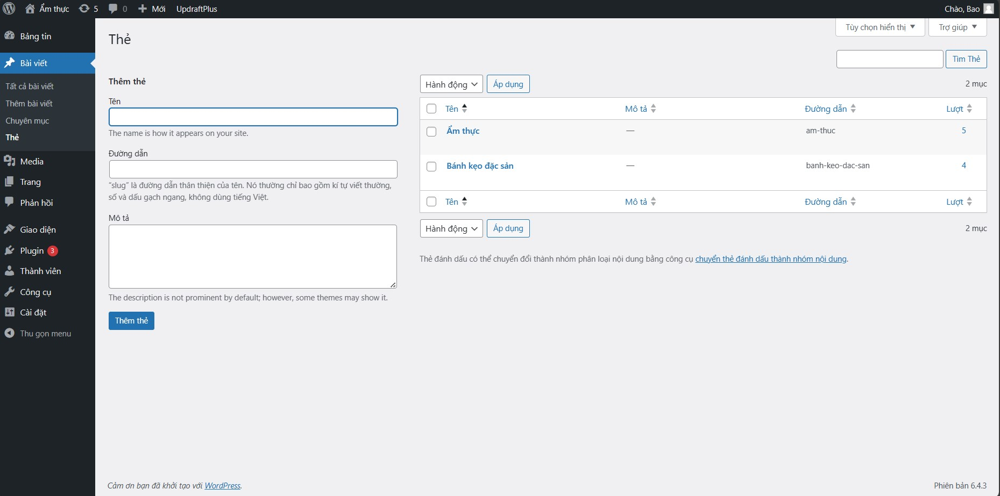 Ẩm thực 5 0 Mới UpdraftPlus Chào, Bao
Bảng tin
Bài viết
Tất cả bài viết
Thêm bài viết
Chuyên mục
Thẻ
Media
Trang
Phản hồi
Giao diện
Plugin 3
Thành viên
Công cụ
Cài đặt
Thu gọn menu
Tùy chọn hiển thị Trợ giúp
Thẻ
Tìm Thẻ
Thêm thẻ
Tên
The name is how it appears on your site.
Đường dẫn
“slug” là đường dẫn thân thiện của tên. Nó thường chỉ bao gồm kí tự viết thường,
số và dấu gạch ngang, không dùng tiếng Việt.
Mô tả
The description is not prominent by default; however, some themes may show it.
Thêm thẻ
Hành động Áp dụng 2 mục
Tên Mô tả Đường dẫn Lượt
Ẩm thực — am-thuc 5
Bánh kẹo đặc sản — banh-keo-dac-san 4
Tên Mô tả Đường dẫn Lượt
Hành động Áp dụng 2 mục
Thẻ đánh dấu có thể chuyển đổi thành nhóm phân loại nội dung bằng công cụ chuyển thẻ đánh dấu thành nhóm nội dung.
Cảm ơn bạn đã khởi tạo với WordPress. Phiên bản 6.4.3